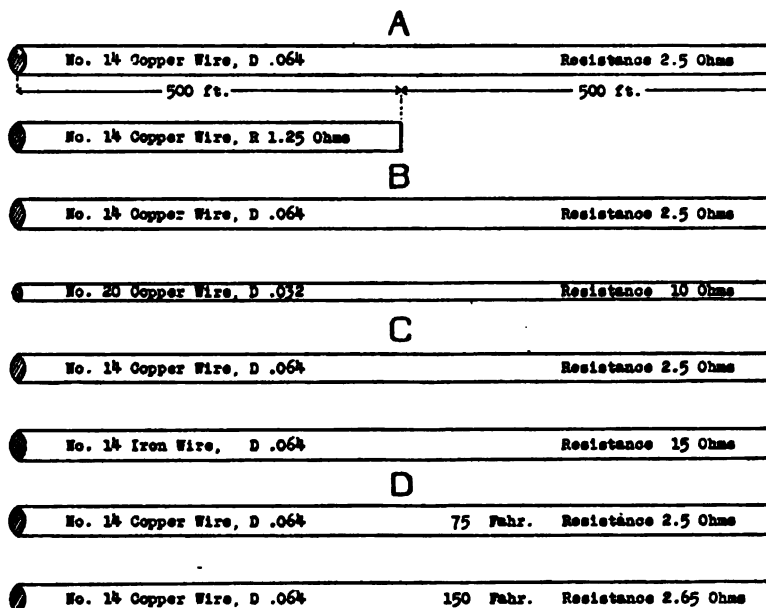 A
No. 14 Copper Wire, D .064 Resistance 2.5 Ohms
500 ft. 500 ft.
No. 14 Copper Wire, R 1.25 Ohms
B
No. 14 Copper Wire, D .064 Resistance 2.5 Ohms
No. 20 Copper Wire, D .032 Resistance 10 Ohms
C
No. 14 Copper Wire, D .064 Resistance 2.5 Ohms
No. 14 Iron Wire, D .064 Resistance 15 Ohms
D
No. 14 Copper Wire, D .064 75 Fahr. Resistance 2.5 Ohms
No. 14 Copper Wire, D .064 150 Fahr. Resistance 2.65 Ohms